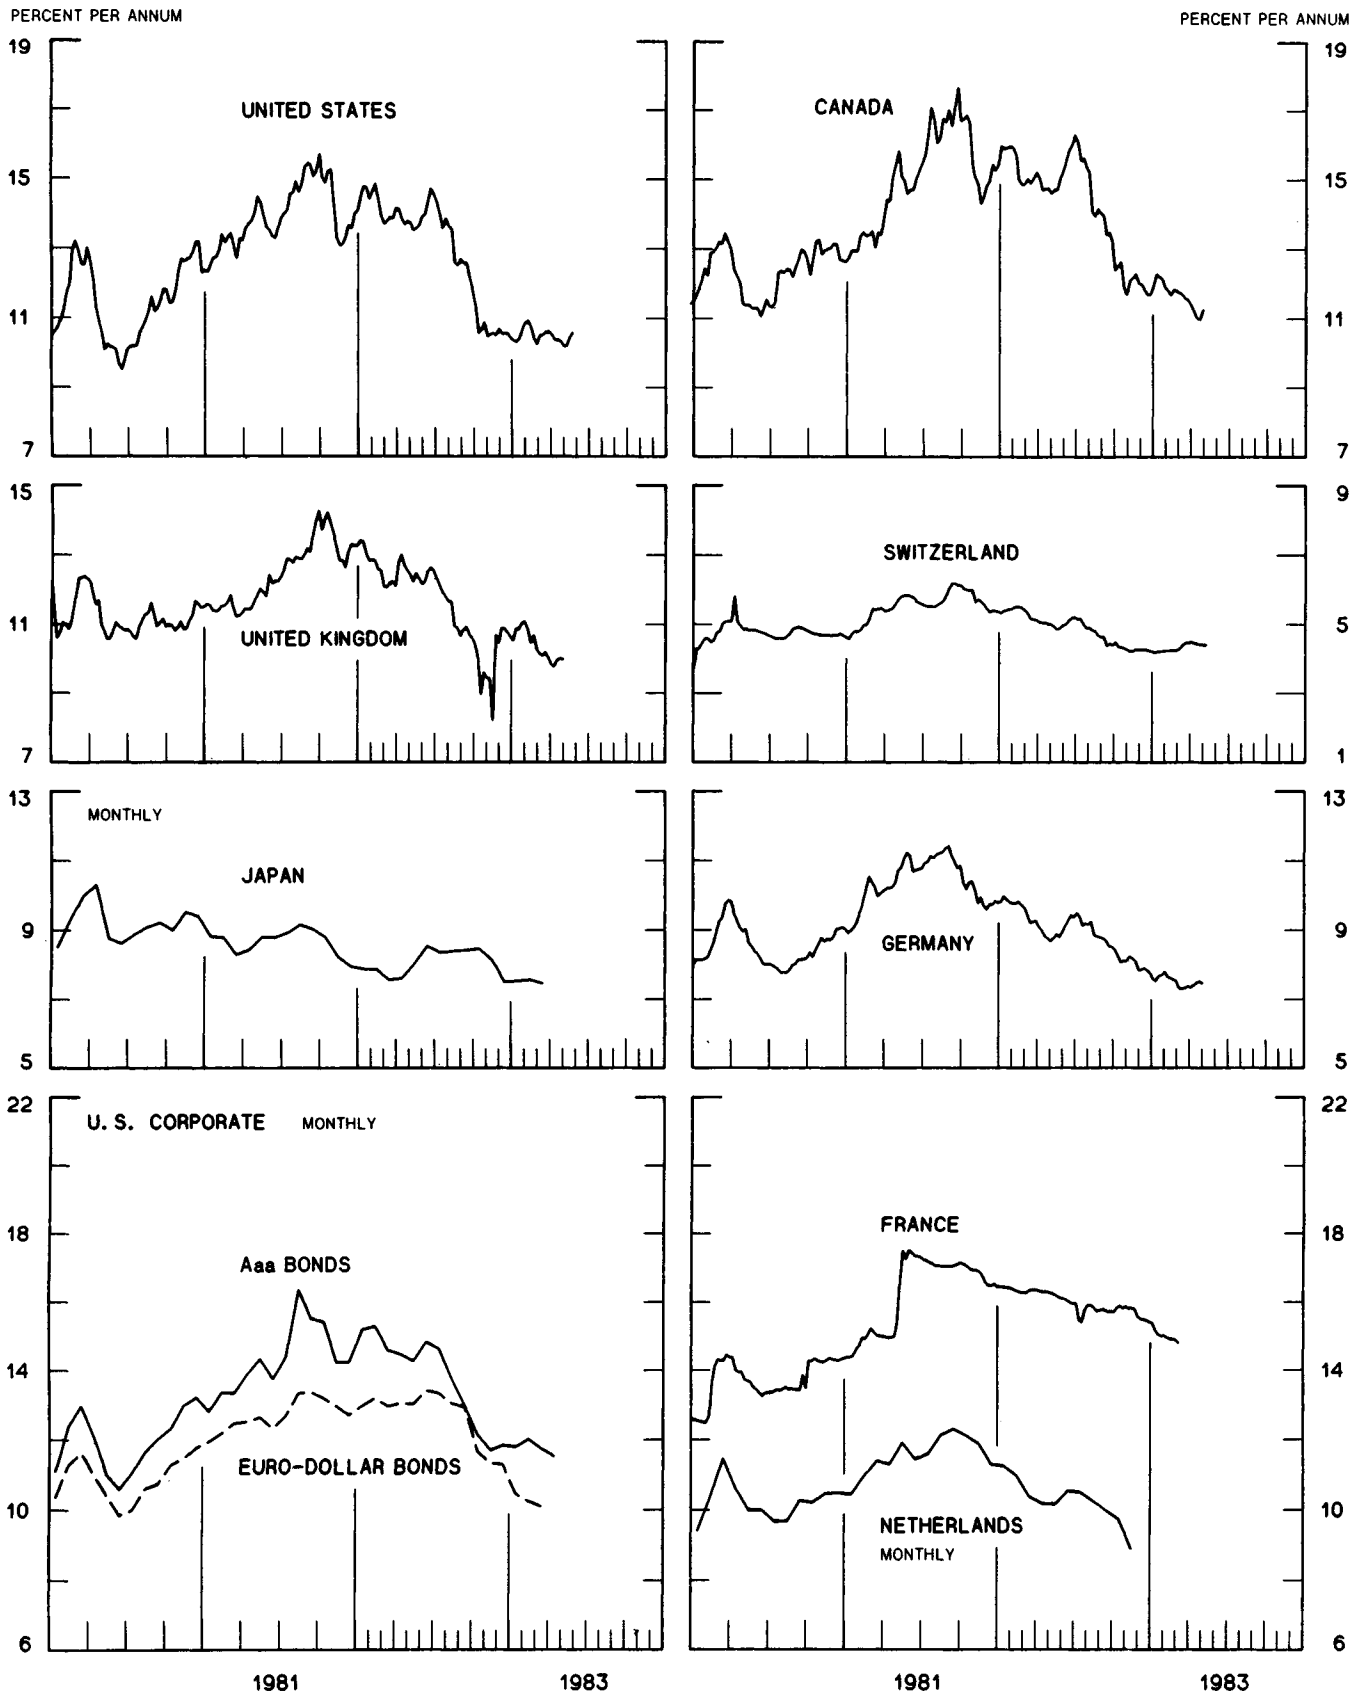 PERCENT PER ANNUM
PERCENT PER ANNUM
19
UNITED STATES
15
11
7
CANADA
19
15
11
7
15
11
UNITED KINGDOM
7
SWITZERLAND
9
5
1
13
MONTHLY
JAPAN
9
5
13
9
GERMANY
5
22
U. S. CORPORATE MONTHLY
18
Aaa BONDS
14
EURO-DOLLAR BONDS
10
6
1981
1983
22
FRANCE
18
14
10
NETHERLANDS
MONTHLY
6
1981
1983